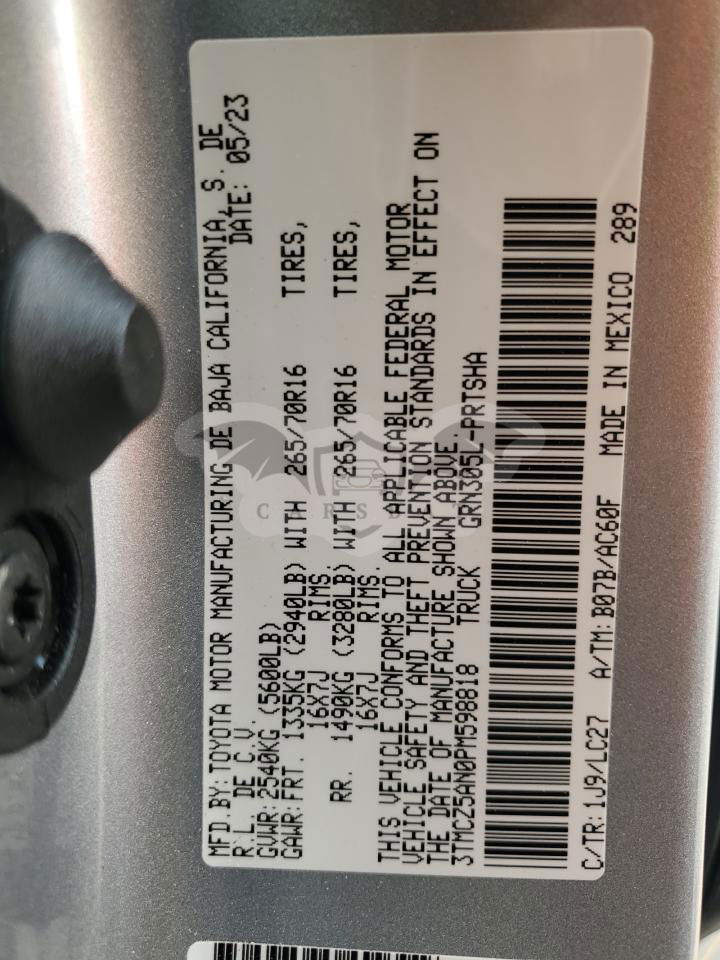 MFD.BY:TOYOTA MOTOR MANUFACTURING DE BAJA CALIFORNIA, S. DE
R. L. DE C.V. DATE: 05/23
GVWR:2540KG (5600LB)
GAWR:FRT. 1335KG (2940LB) WITH 265/70R16 TIRES,
16X7J RIMS.
RR. 1490KG (3280LB) WITH 265/70R16 TIRES,
16X7J RIMS.
THIS VEHICLE CONFORMS TO ALL APPLICABLE FEDERAL MOTOR
VEHICLE SAFETY AND THEFT PREVENTION STANDARDS IN EFFECT ON
THE DATE OF MANUFACTURE SHOWN ABOVE.
3TMCZ5AN0PM598818 TRUCK GRN305L-PRTSHA
C/TR:1J9/LC27 A/TM:B07B/AC60F MADE IN MEXICO 289